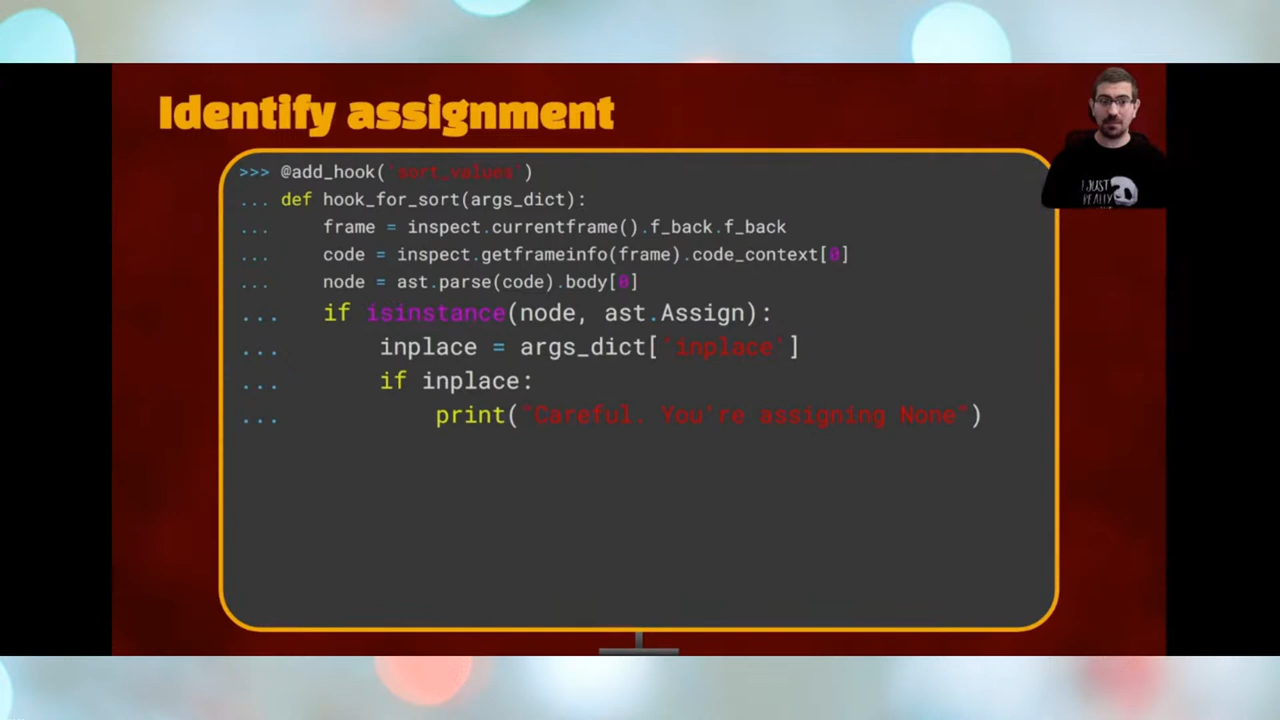 Identify assignment
>>> @add_hook('sort_values')
... def hook_for_sort(args_dict):
...     frame = inspect.currentframe().f_back.f_back
...     code = inspect.getframeinfo(frame).code_context[0]
...     node = ast.parse(code).body[0]
...     if isinstance(node, ast.Assign):
...         inplace = args_dict['inplace']
...         if inplace:
...             print("Careful. You're assigning None")
I JUST
REALLY